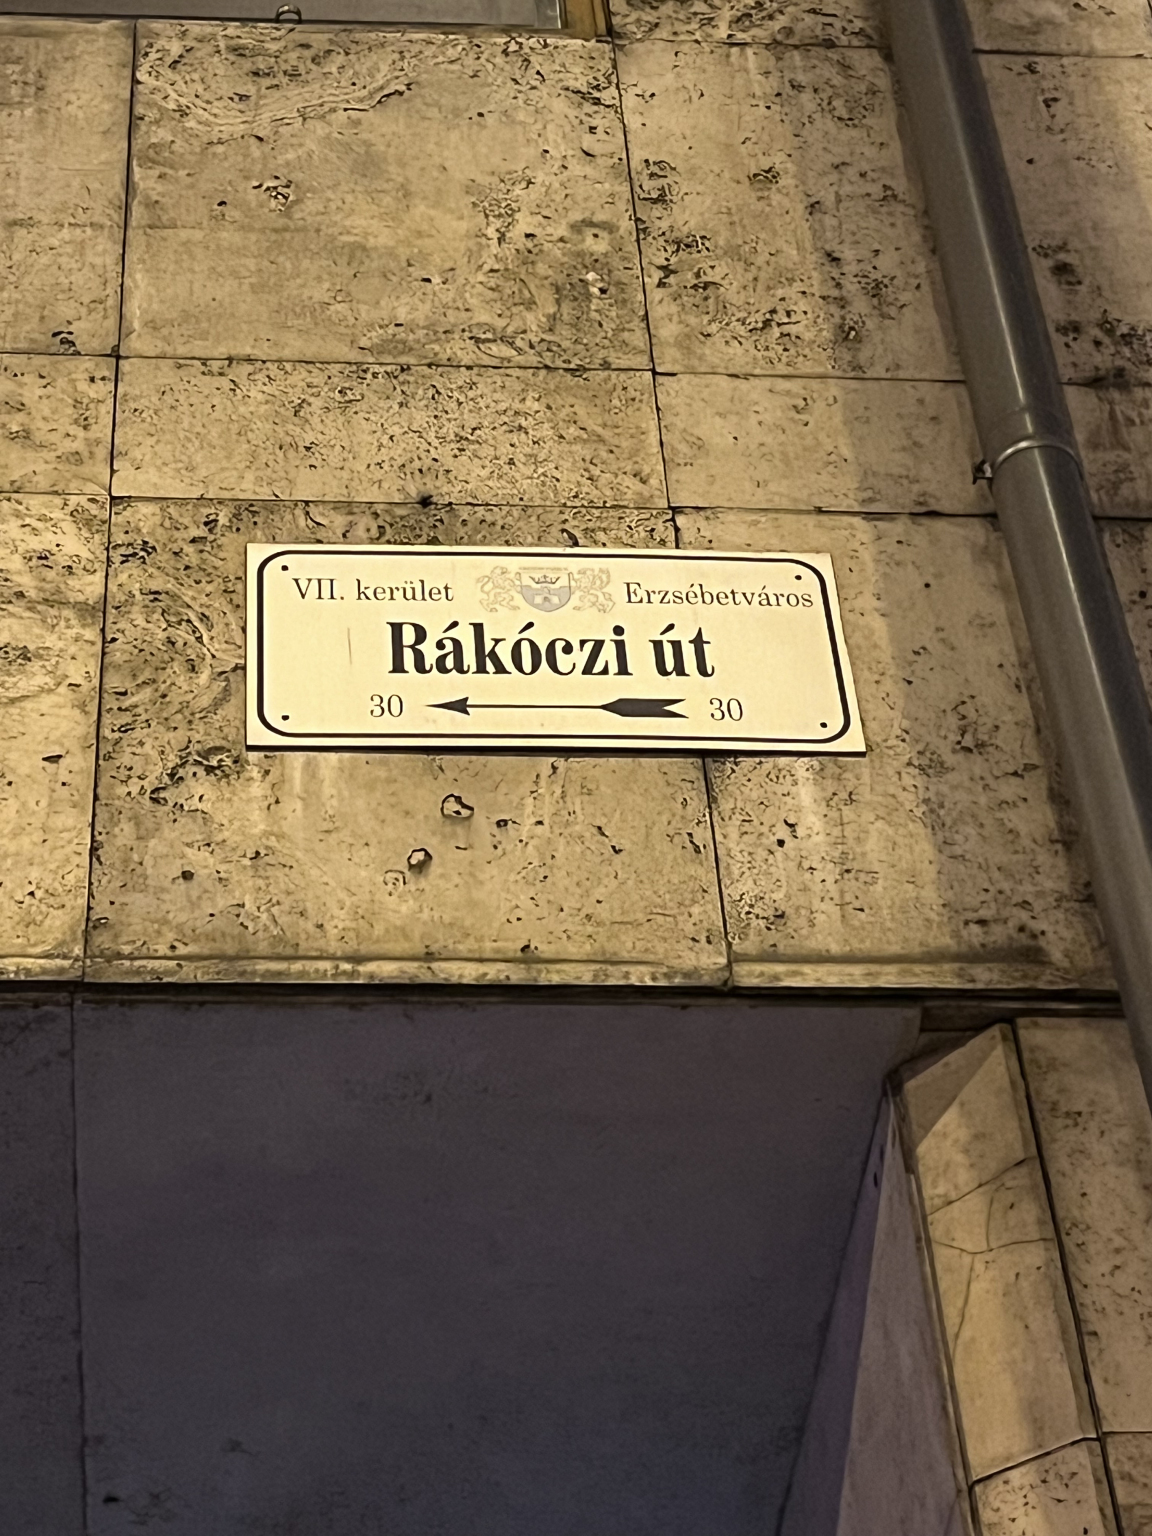 VII. kerület Erzsébetváros
Rákóczi út
30 30